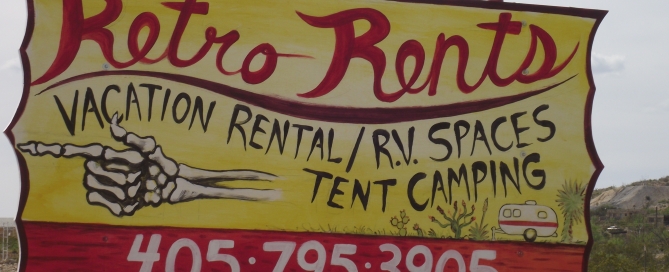 Retro Rents
VACATION RENTAL/R.V. SPACES
TENT CAMPING
405·795·3905